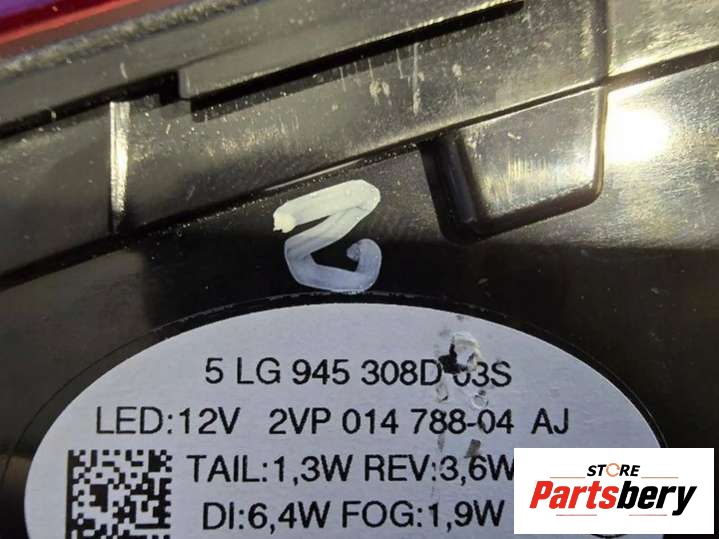 2
5 LG 945 308D 03S
LED:12V 2VP 014 788-04 AJ
TAIL:1,3W REV:3,6W
DI:6,4W FOG:1,9W
STORE
Partsbery